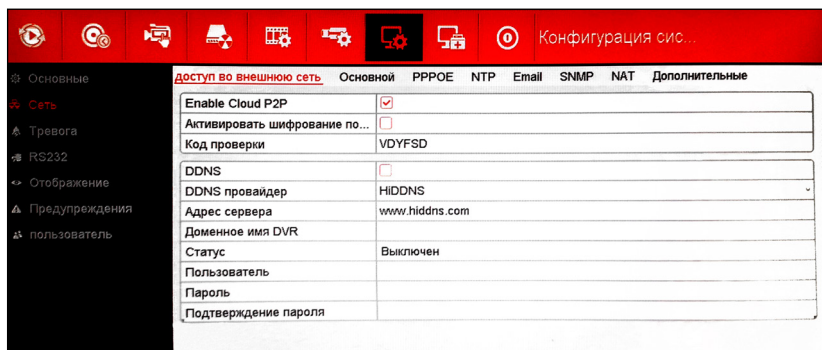 Конфигурация сис...
Основные
Сеть
Тревога
RS232
Отображение
Предупреждения
пользователь
доступ во внешнюю сеть Основной PPPOE NTP Email SNMP NAT Дополнительные
Enable Cloud P2P
Активировать шифрование по...
Код проверки VDYFSD
DDNS
DDNS провайдер HiDDNS
Адрес сервера www.hiddns.com
Доменное имя DVR
Статус Выключен
Пользователь
Пароль
Подтверждение пароля